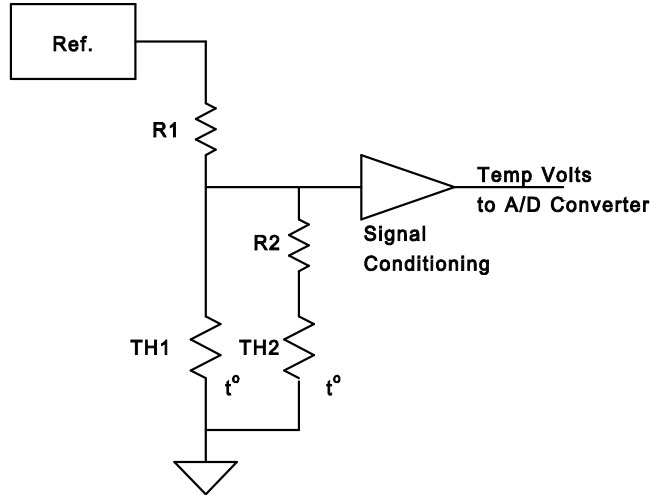 Ref.
R1
Temp Volts
to A/D Converter
R2
Signal
Conditioning
TH1
TH2
t°
t°